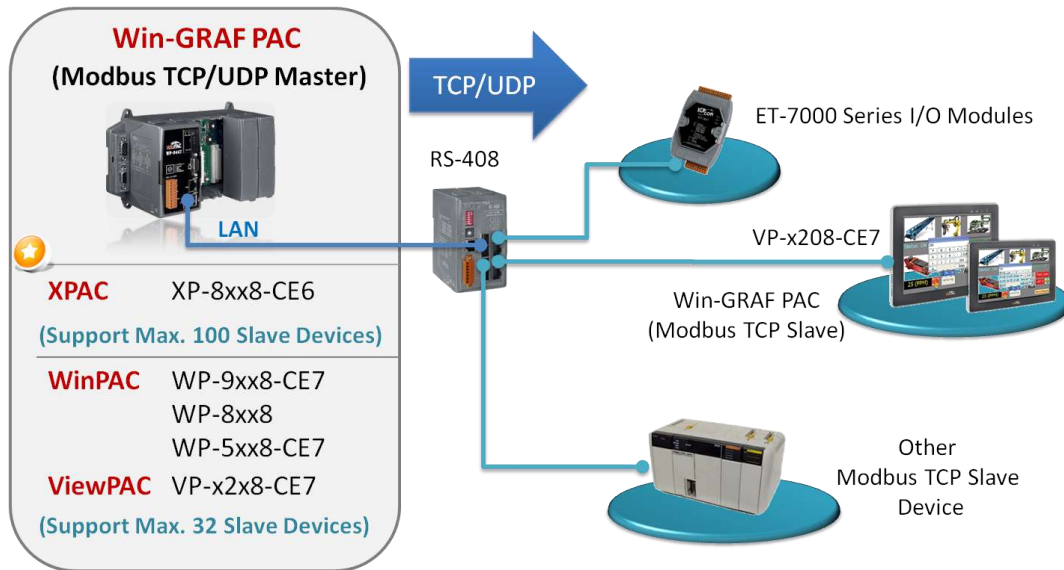 Win-GRAF PAC
(Modbus TCP/UDP Master)
LAN
XPAC XP-8xx8-CE6
(Support Max. 100 Slave Devices)
WinPAC WP-9xx8-CE7
WP-8xx8
WP-5xx8-CE7
ViewPAC VP-x2x8-CE7
(Support Max. 32 Slave Devices)
TCP/UDP
RS-408
ET-7000 Series I/O Modules
VP-x208-CE7
Win-GRAF PAC
(Modbus TCP Slave)
Other
Modbus TCP Slave
Device